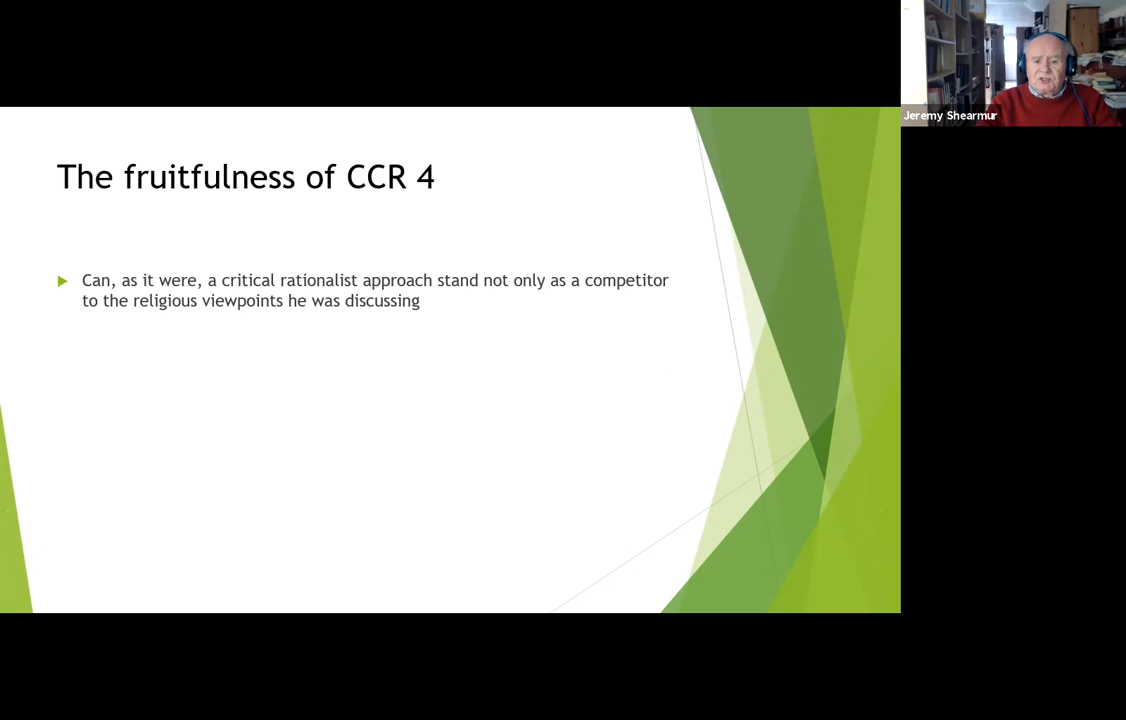 Jeremy Shearmur
The fruitfulness of CCR 4
Can, as it were, a critical rationalist approach stand not only as a competitor
to the religious viewpoints he was discussing